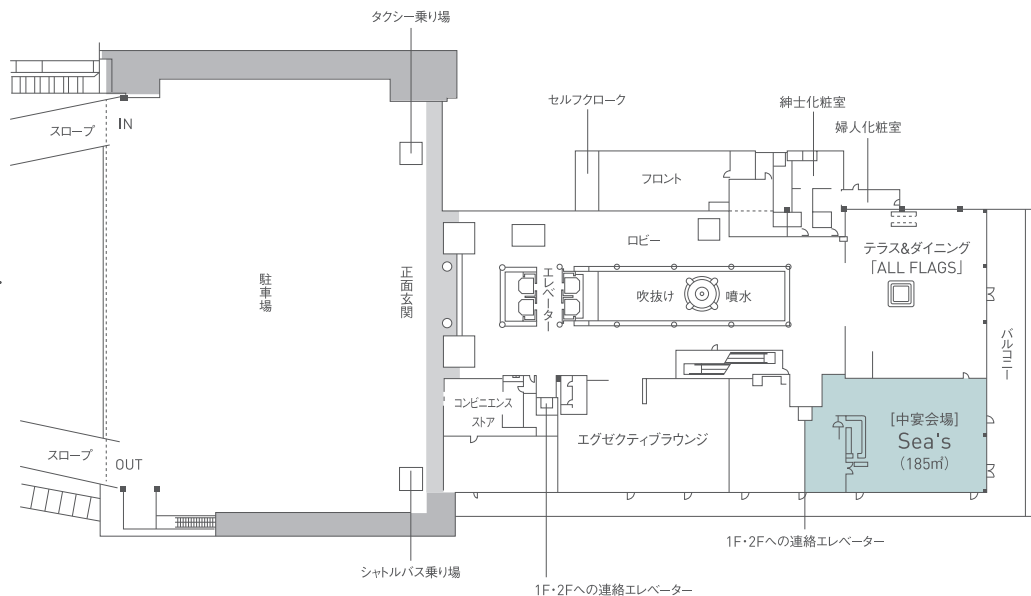 タクシー乗り場
セルフクローク
紳士化粧室
婦人化粧室
スロープ
IN
フロント
ロビー
テラス&ダイニング
「ALL FLAGS」
駐車場
正面玄関
エレベーター
吹抜け
噴水
バルコニー
コンビニエンス
ストア
エグゼクティブラウンジ
[中宴会場]
Sea's
(185㎡)
スロープ
OUT
1F・2Fへの連絡エレベーター
シャトルバス乗り場
1F・2Fへの連絡エレベーター